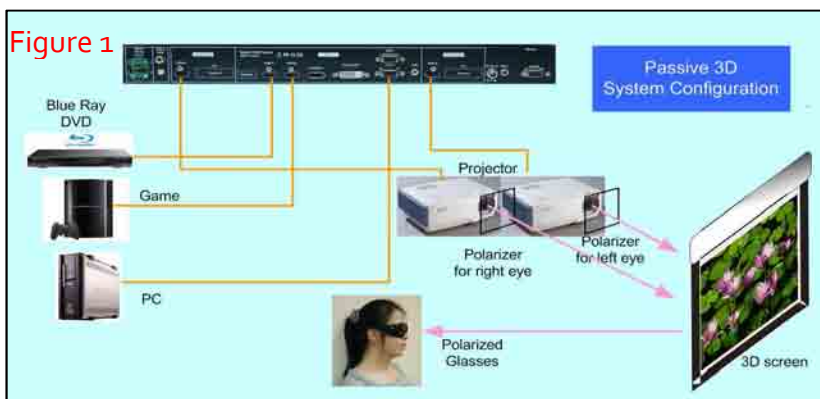 Figure 1
Passive 3D
System Configuration
Blue Ray
DVD
Game
PC
Projector
Polarizer
for right eye
Polarizer
for left eye
Polarized
Glasses
3D screen